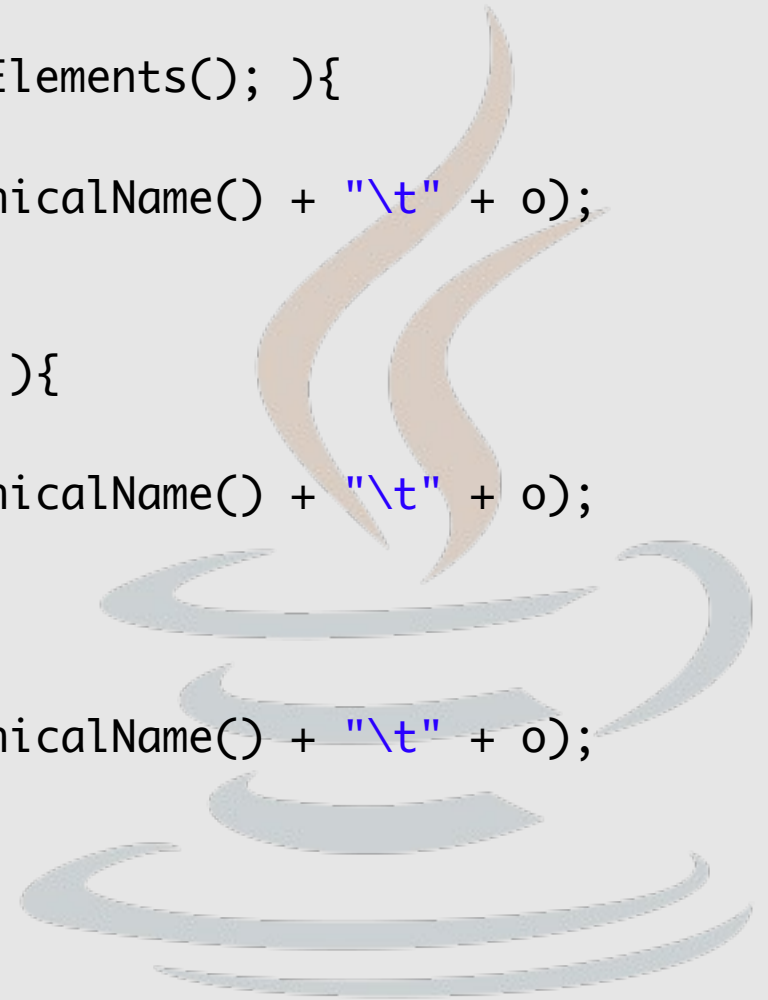 Elements(); ){
nicalName() + "\t" + o);
){
nicalName() + "\t" + o);
nicalName() + "\t" + o);